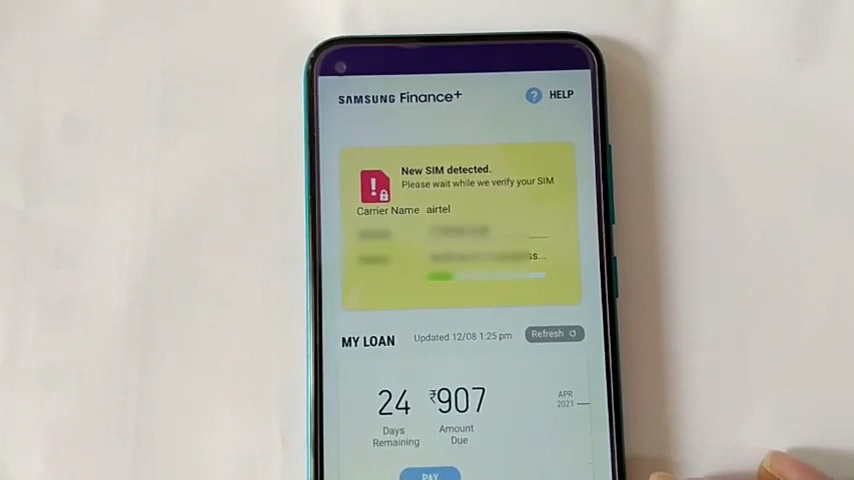 SAMSUNG Finance+
? HELP
New SIM detected.
Please wait while we verify your SIM
Carrier Name airtel
ss...
MY LOAN Updated 12/08 1:25 pm Refresh
24 ₹907
Days Remaining
Amount Due
APR 2021
PAY